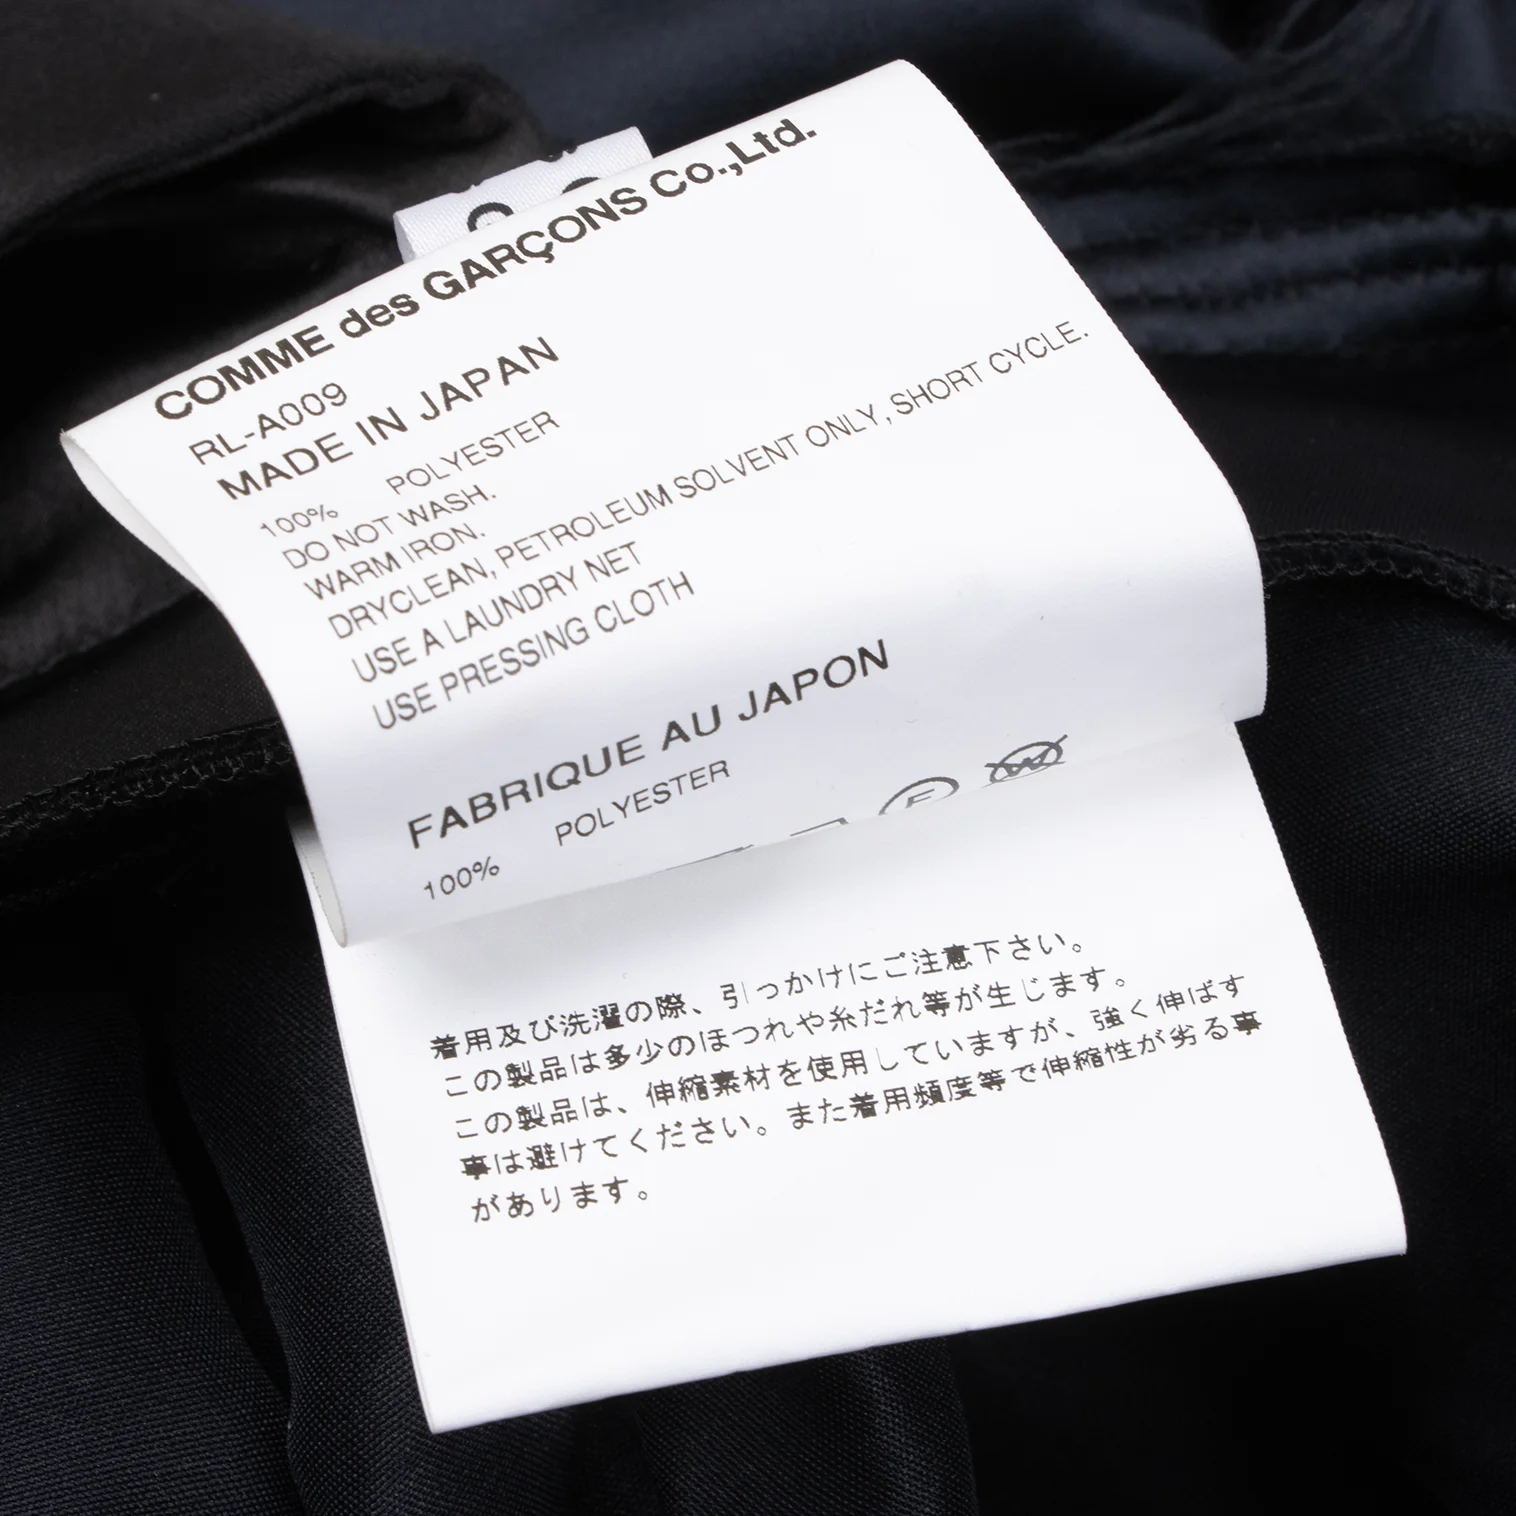 COMME des GARÇONS Co.,Ltd.
RL-A009
MADE IN JAPAN
100% POLYESTER
DO NOT WASH.
WARM IRON.
DRYCLEAN, PETROLEUM SOLVENT ONLY, SHORT CYCLE.
USE A LAUNDRY NET
USE PRESSING CLOTH
FABRIQUE AU JAPON
100% POLYESTER
F
W
着用及び洗濯の際、引っかけにご注意下さい。
この製品は多少のほつれや糸だれ等が生じます。
この製品は、伸縮素材を使用していますが、強く伸ばす
事は避けてください。また着用頻度等で伸縮性が劣る事
があります。